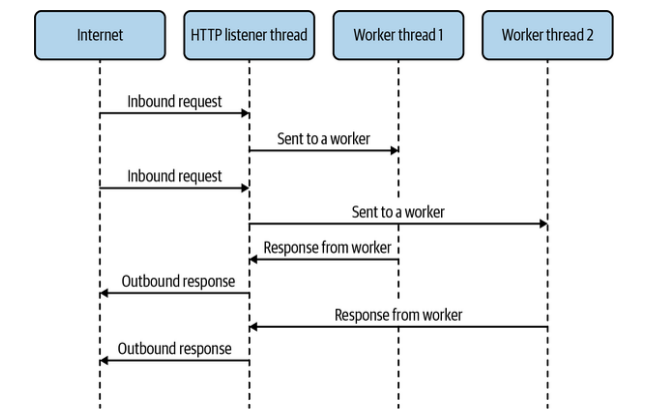 Internet
HTTP listener thread
Worker thread 1
Worker thread 2
Inbound request
Sent to a worker
Inbound request
Sent to a worker
Response from worker
Outbound response
Response from worker
Outbound response